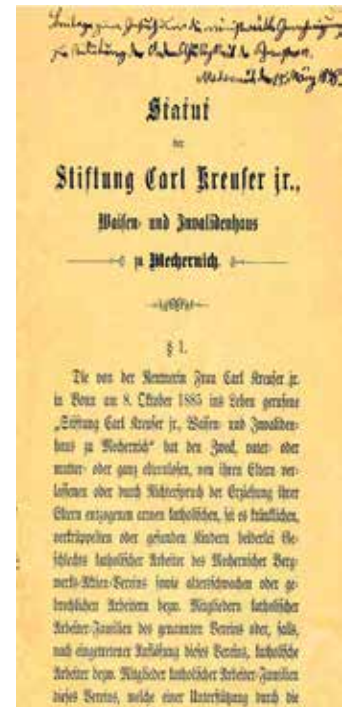 Statut
der
Stiftung Carl Kreuser jr.,
Waisen- und Invalidenhaus
zu Mechernich.
§ 1.
Die von der Rentnerin Frau Carl Kreuser jr.
in Bonn am 8. Oktober 1885 ins Leben gerufene
„Stiftung Carl Kreuser jr., Waisen- und Invaliden-
haus zu Mechernich“ hat den Zweck, vater- oder
mutter- oder ganz elternlosen, von ihren Eltern ver-
lassenen oder durch Richterspruch der Erziehung ihrer
Eltern entzogenen armen katholischen, sei es kränklichen,
verkrüppelten oder gesunden Kindern beiderlei Ge-
schlechts katholischer Arbeiter des Mechernicher Berg-
werks-Aktien-Vereins sowie altersschwachen oder ge-
brechlichen Arbeitern bezw. Mitgliedern katholischer
Arbeiter-Familien des genannten Vereins oder, falls,
nach eingetretener Auflösung dieses Vereins, katholische
Arbeiter bezw. Mitglieder katholischer Arbeiter-Familien
dieses Vereins, welche einer Unterstützung durch die